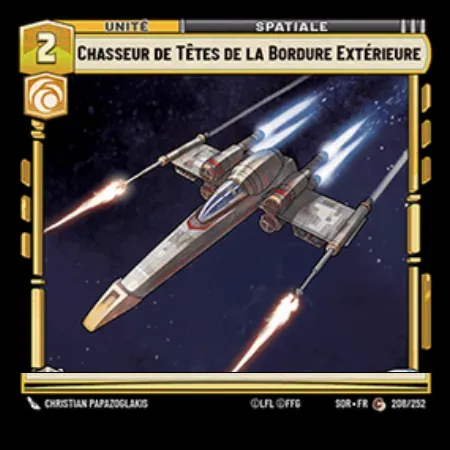 UNITÉ SPATIALE
2 CHASSEUR DE TÊTES DE LA BORDURE EXTÉRIEURE
CHRISTIAN PAPAZOGLAKIS ©LFL ©FFG SOR • FR C 208/252